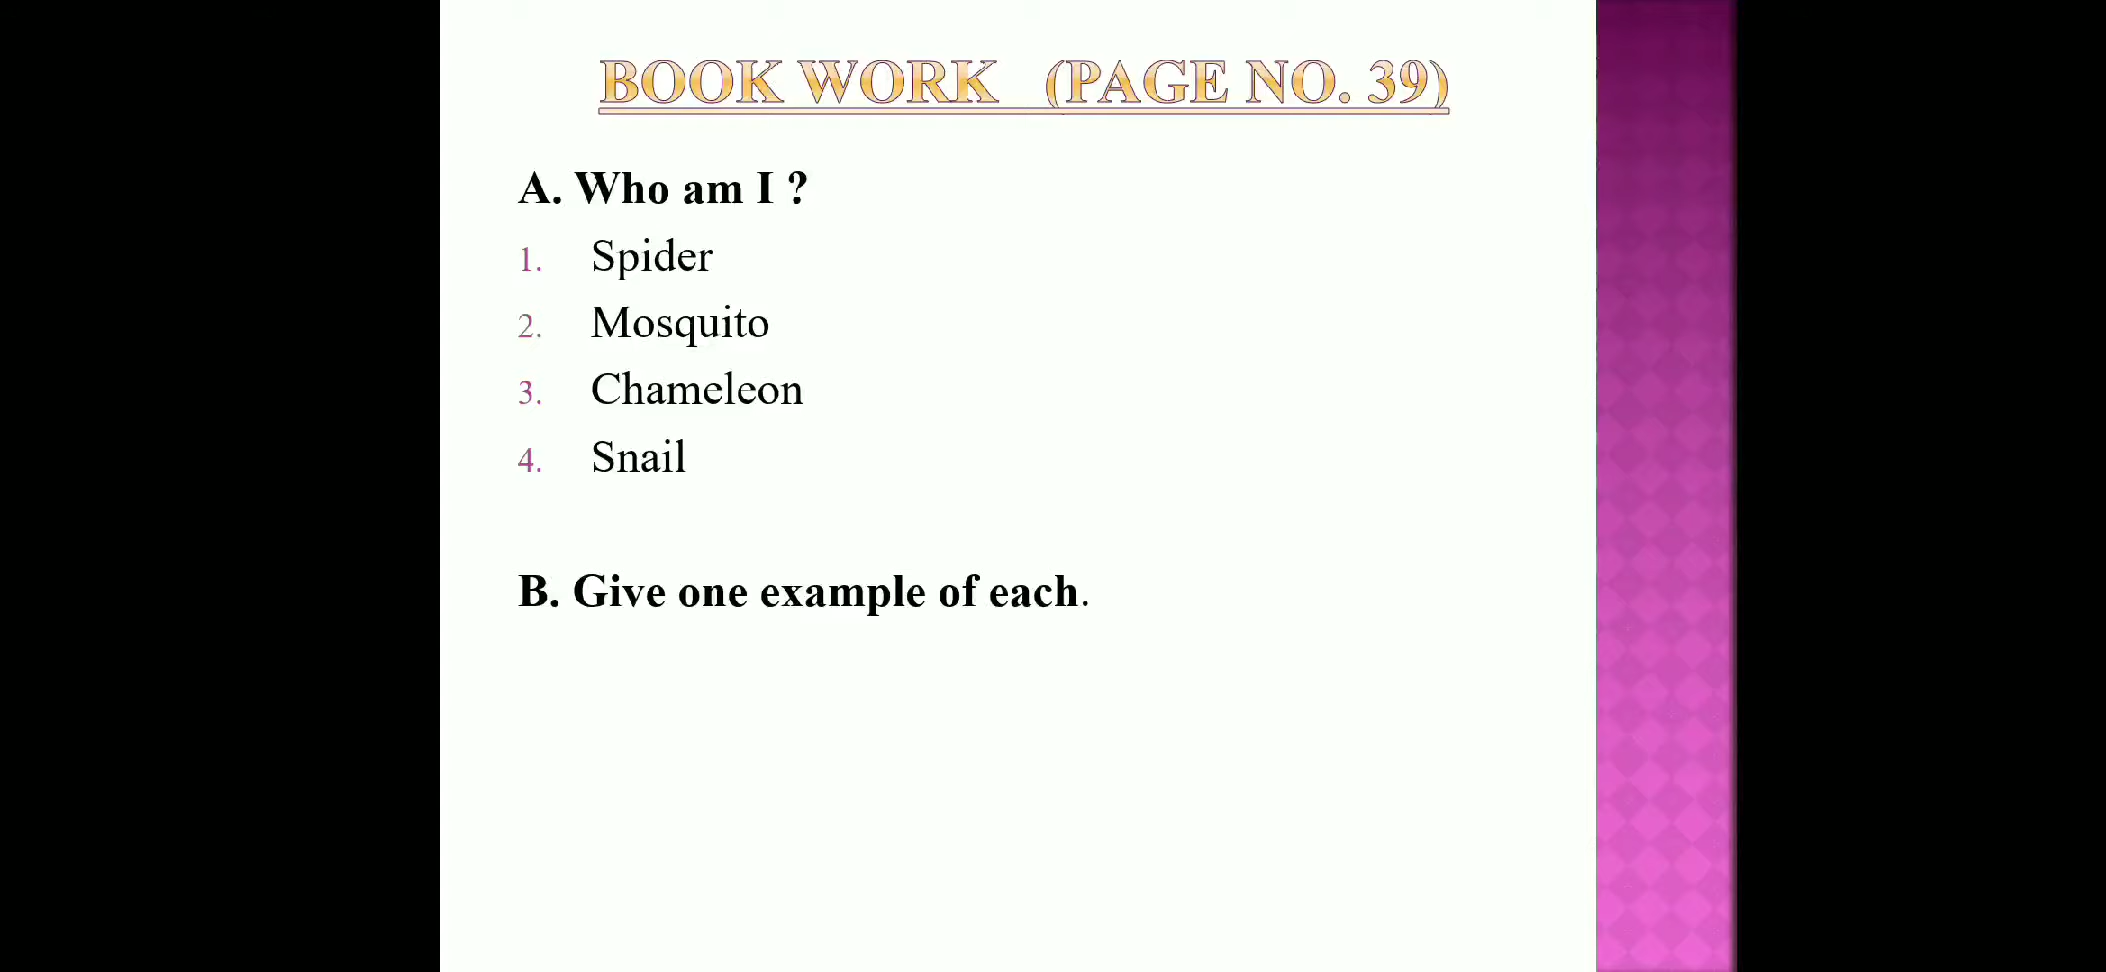 BOOK WORK (PAGE NO. 39)
A. Who am I ?
1. Spider
2. Mosquito
3. Chameleon
4. Snail
B. Give one example of each.